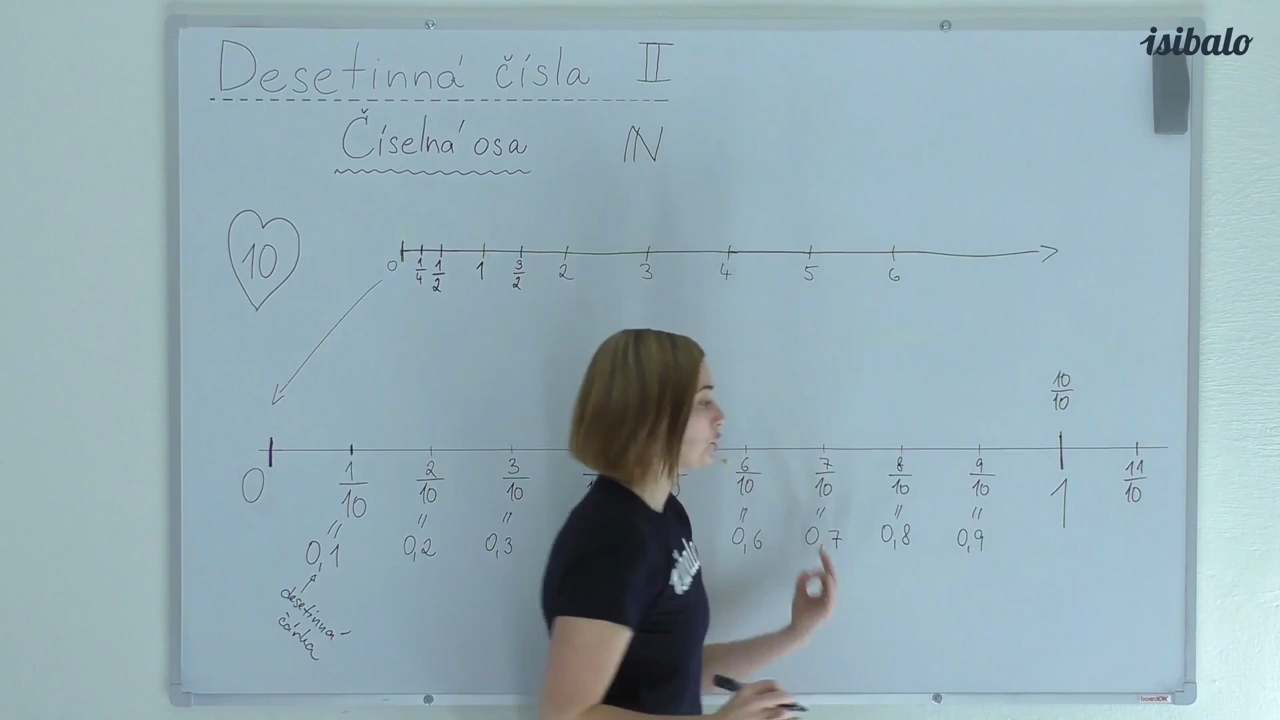 isibalo
Desetinná čísla II
Číselná osa N
10
0 1/4 1/2 1 3/2 2 3 4 5 6
10/10
0 1/10 2/10 3/10 6/10 7/10 8/10 9/10 1 11/10
= = = = = = =
0,1 0,2 0,3 0,6 0,7 0,8 0,9
desetinná
čárka